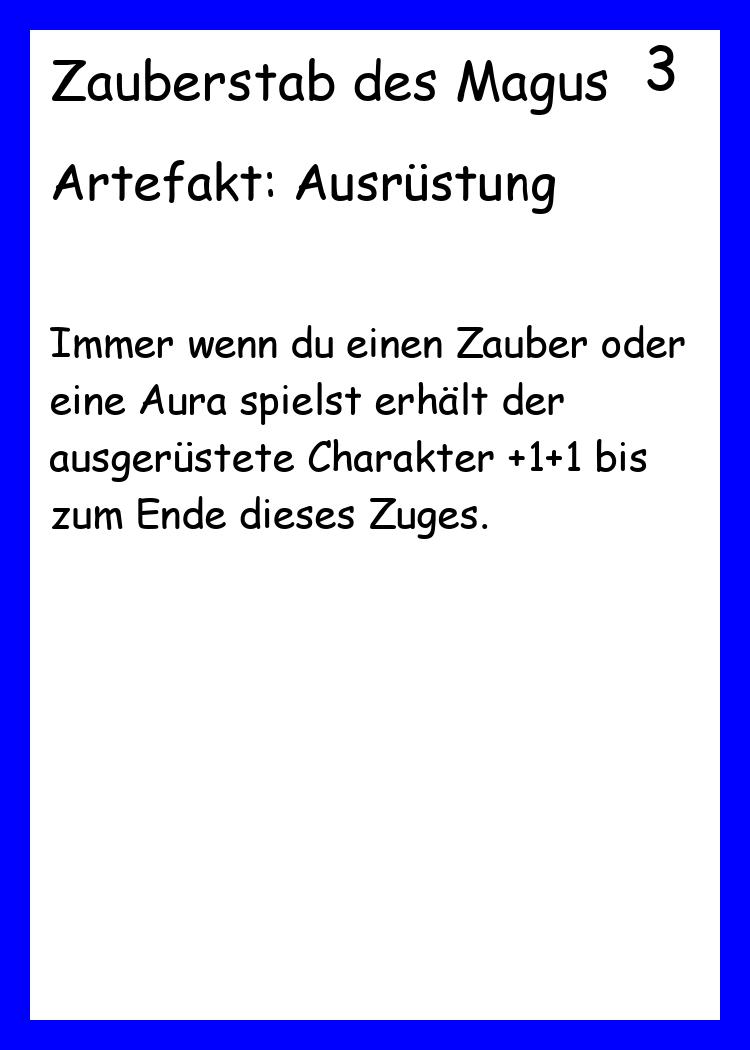 Zauberstab des Magus 3
Artefakt: Ausrüstung
Immer wenn du einen Zauber oder
eine Aura spielst erhält der
ausgerüstete Charakter +1+1 bis
zum Ende dieses Zuges.